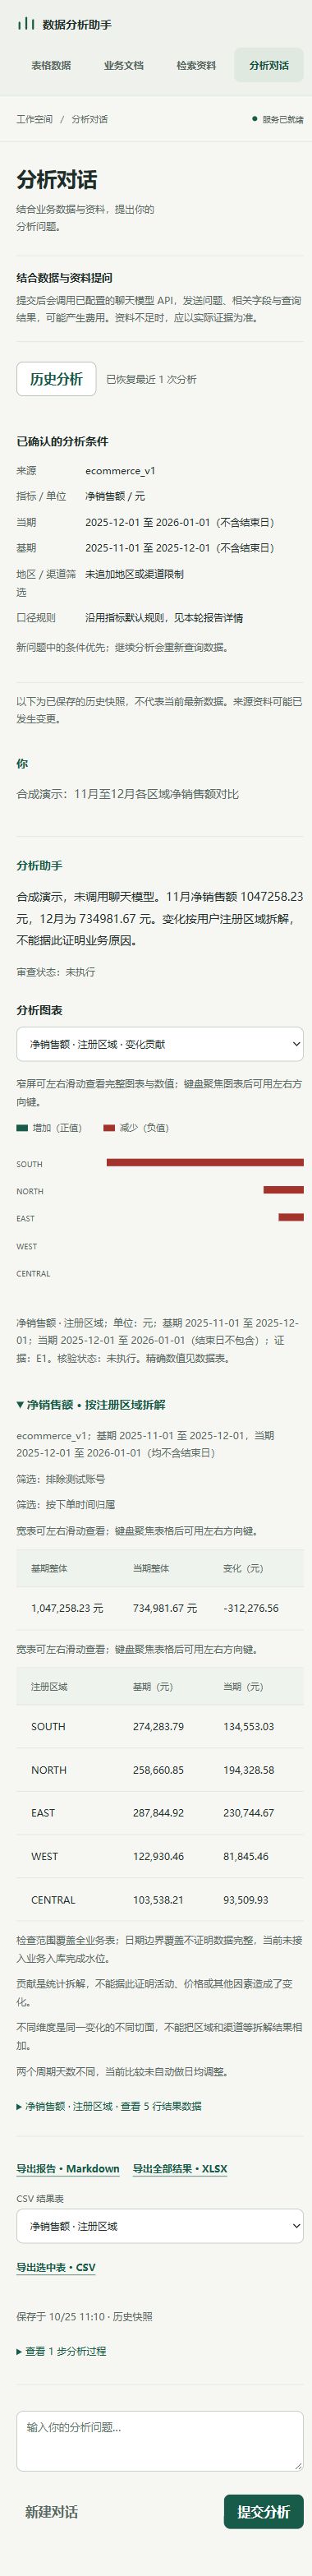 数据分析助手
表格数据 业务文档 检索资料 分析对话
工作空间 / 分析对话 服务已就绪
分析对话
结合业务数据与资料，提出你的
分析问题。
结合数据与资料提问
提交后会调用已配置的聊天模型 API，发送问题、相关字段与查询
结果，可能产生费用。资料不足时，应以实际证据为准。
历史分析 已恢复最近 1 次分析
已确认的分析条件
来源 ecommerce_v1
指标 / 单位 净销售额 / 元
当期 2025-12-01 至 2026-01-01（不含结束日）
基期 2025-11-01 至 2025-12-01（不含结束日）
地区 / 渠道筛 未追加地区或渠道限制
选
口径规则 沿用指标默认规则，见本轮报告详情
新问题中的条件优先；继续分析会重新查询数据。
以下为已保存的历史快照，不代表当前最新数据。来源资料可能已
发生变更。
你
合成演示：11月至12月各区域净销售额对比
分析助手
合成演示，未调用聊天模型。11月净销售额 1047258.23
元，12月为 734981.67 元。变化按用户注册区域拆解，
不能据此证明业务原因。
审查状态：未执行
分析图表
净销售额 · 注册区域 · 变化贡献
窄屏可左右滑动查看完整图表与数值；键盘聚焦图表后可用左右方
向键。
增加（正值） 减少（负值）
SOUTH
NORTH
EAST
WEST
CENTRAL
净销售额 · 注册区域；单位：元；基期 2025-11-01 至 2025-12-
01；当期 2025-12-01 至 2026-01-01（结束日不包含）；证
据：E1。核验状态：未执行。精确数值见数据表。
▼ 净销售额 • 按注册区域拆解
ecommerce_v1；基期 2025-11-01 至 2025-12-01，当期
2025-12-01 至 2026-01-01（均不含结束日）
筛选：排除测试账号
筛选：按下单时间归属
宽表可左右滑动查看；键盘聚焦表格后可用左右方向键。
基期整体 当期整体 变化（元）
1,047,258.23 元 734,981.67 元 -312,276.56
宽表可左右滑动查看；键盘聚焦表格后可用左右方向键。
注册区域 基期（元） 当期（元）
SOUTH 274,283.79 134,553.03
NORTH 258,660.85 194,328.58
EAST 287,844.92 230,744.67
WEST 122,930.46 81,845.46
CENTRAL 103,538.21 93,509.93
检查范围覆盖全业务表；日期边界覆盖不证明数据完整，当前未接
入业务入库完成水位。
贡献是统计拆解，不能据此证明活动、价格或其他因素造成了变
化。
不同维度是同一变化的不同切面，不能把区域和渠道等拆解结果相
加。
两个周期天数不同，当前比较未自动做日均调整。
▶ 净销售额 · 注册区域 · 查看 5 行结果数据
导出报告 • Markdown 导出全部结果 • XLSX
CSV 结果表
净销售额 · 注册区域
导出选中表 • CSV
保存于 10/25 11:10 · 历史快照
▶ 查看 1 步分析过程
输入你的分析问题...
新建对话 提交分析